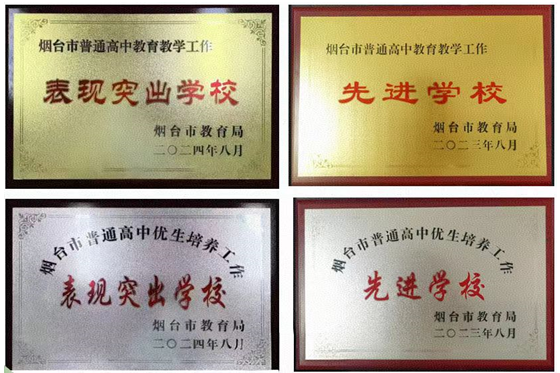 烟台市普通高中教育教学工作
表现突出学校
烟台市教育局
二〇二四年八月
烟台市普通高中教育教学工作
先进学校
烟台市教育局
二〇二三年八月
烟台市普通高中优生培养工作
表现突出学校
烟台市教育局
二〇二四年八月
烟台市普通高中优生培养工作
先进学校
烟台市教育局
二〇二三年八月